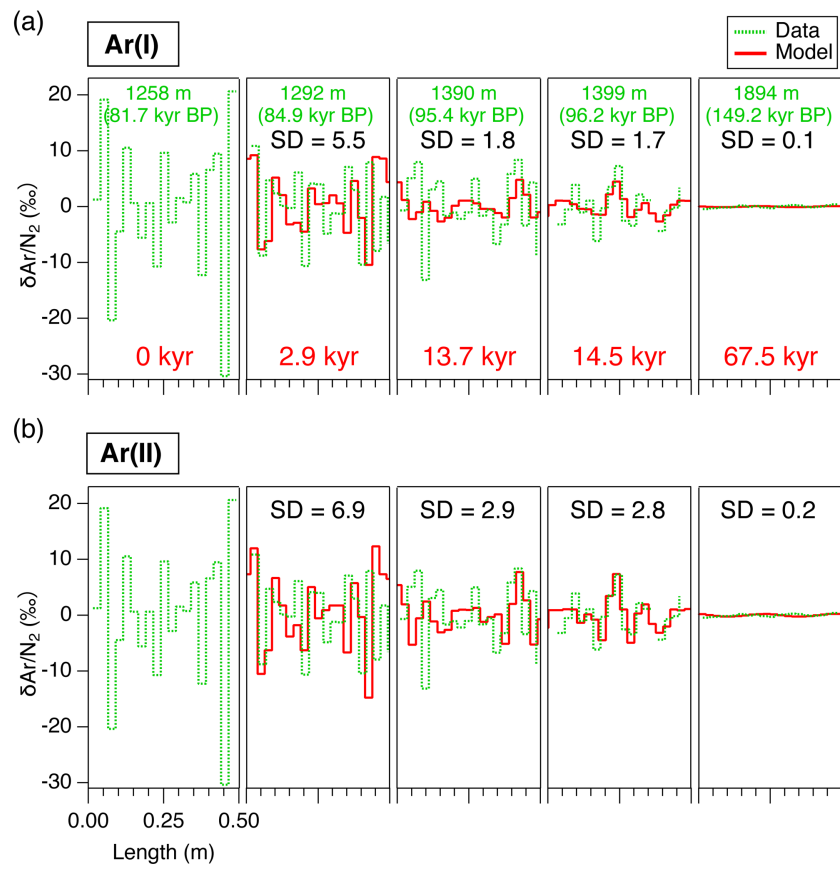 (a)
Ar(I)
Data
Model
20
10
0
-10
-20
-30
δAr/N2 (‰)
1258 m
(81.7 kyr BP)
0 kyr
1292 m
(84.9 kyr BP)
SD = 5.5
2.9 kyr
1390 m
(95.4 kyr BP)
SD = 1.8
13.7 kyr
1399 m
(96.2 kyr BP)
SD = 1.7
14.5 kyr
1894 m
(149.2 kyr BP)
SD = 0.1
67.5 kyr
(b)
Ar(II)
20
10
0
-10
-20
-30
δAr/N2 (‰)
SD = 6.9
SD = 2.9
SD = 2.8
SD = 0.2
0.00
0.25
0.50
Length (m)